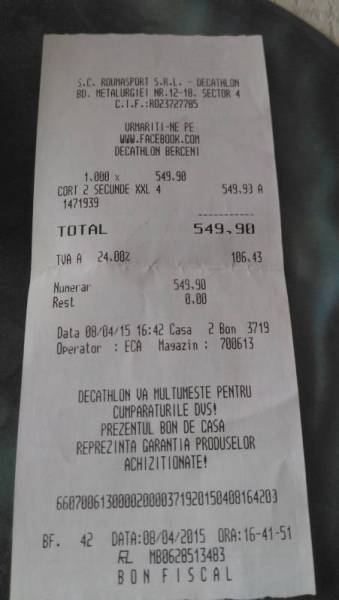 S.C. ROUMASPORT S.R.L. - DECATHLON
BD. METALURGIEI NR.12-18. SECTOR 4
C.I.F.:RO23727785
URMARITI-NE PE
WWW.FACEBOOK.COM
DECATHLON BERCENI
1.000 x 549.90
CORT 2 SECUNDE XXL 4 549.90 A
1471939
----------
TOTAL 549.90
TVA A 24.00% 106.43
Numerar 549.90
Rest 0.00
Data 08/04/15 16:42 Casa 2 Bon 3719
Operator : ECA Magazin : 700613
DECATHLON VA MULTUMESTE PENTRU
CUMPARATURILE DVS!
PREZENTUL BON DE CASA
REPREZINTA GARANTIA PRODUSELOR
ACHIZITIONATE!
660700613000020000371920150408164203
BF. 42 DATA:08/04/2015 ORA:16-41-51
MB0628513483
BON FISCAL